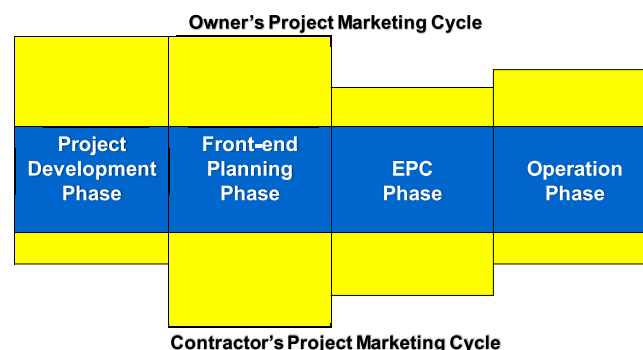 Owner's Project Marketing Cycle
Project
Development
Phase
Front-end
Planning
Phase
EPC
Phase
Operation
Phase
Contractor's Project Marketing Cycle